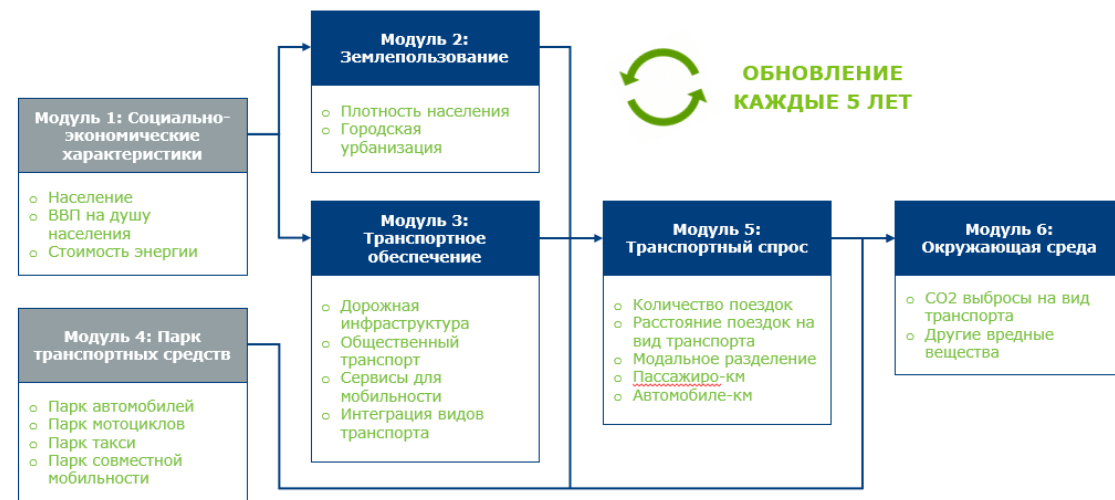 Модуль 1: Социально-
экономические
характеристики
o Население
o ВВП на душу
населения
o Стоимость энергии
Модуль 4: Парк
транспортных средств
o Парк автомобилей
o Парк мотоциклов
o Парк такси
o Парк совместной
мобильности
Модуль 2:
Землепользование
o Плотность населения
o Городская
урбанизация
Модуль 3:
Транспортное
обеспечение
o Дорожная
инфраструктура
o Общественный
транспорт
o Сервисы для
мобильности
o Интеграция видов
транспорта
ОБНОВЛЕНИЕ
КАЖДЫЕ 5 ЛЕТ
Модуль 5:
Транспортный спрос
o Количество поездок
o Расстояние поездок на
вид транспорта
o Модальное разделение
o Пассажиро-км
o Автомобиле-км
Модуль 6:
Окружающая среда
o CO2 выбросы на вид
транспорта
o Другие вредные
вещества